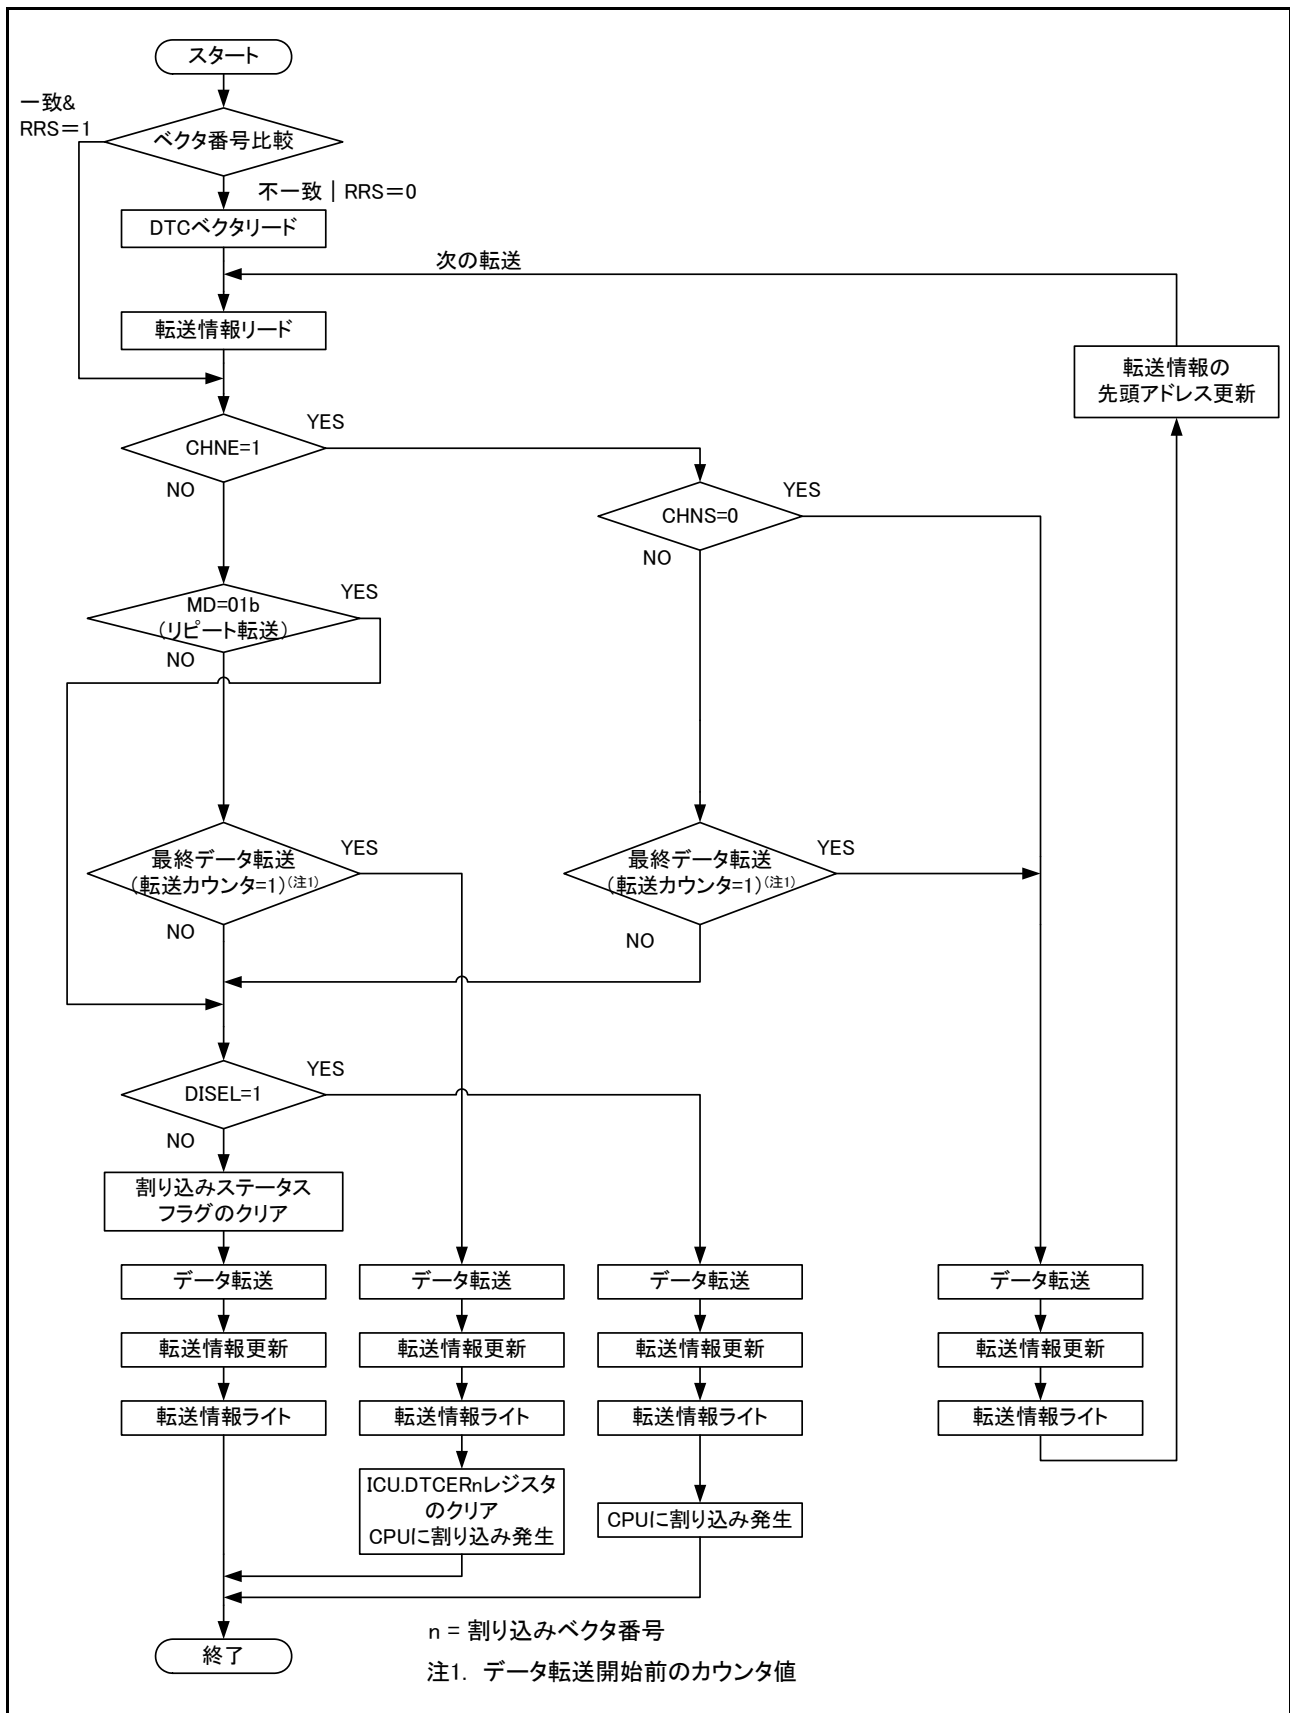 スタート
一致&
RRS=1
ベクタ番号比較
不一致 | RRS=0
DTCベクタリード
次の転送
転送情報リード
転送情報の
先頭アドレス更新
CHNE=1
YES
NO
CHNS=0
YES
NO
MD=01b
(リピート転送)
YES
NO
最終データ転送
(転送カウンタ=1)(注1)
YES
NO
最終データ転送
(転送カウンタ=1)(注1)
YES
NO
DISEL=1
YES
NO
割り込みステータス
フラグのクリア
データ転送
データ転送
データ転送
データ転送
転送情報更新
転送情報更新
転送情報更新
転送情報更新
転送情報ライト
転送情報ライト
転送情報ライト
転送情報ライト
ICU.DTCERnレジスタ
のクリア
CPUに割り込み発生
CPUに割り込み発生
n = 割り込みベクタ番号
終了
注1. データ転送開始前のカウンタ値